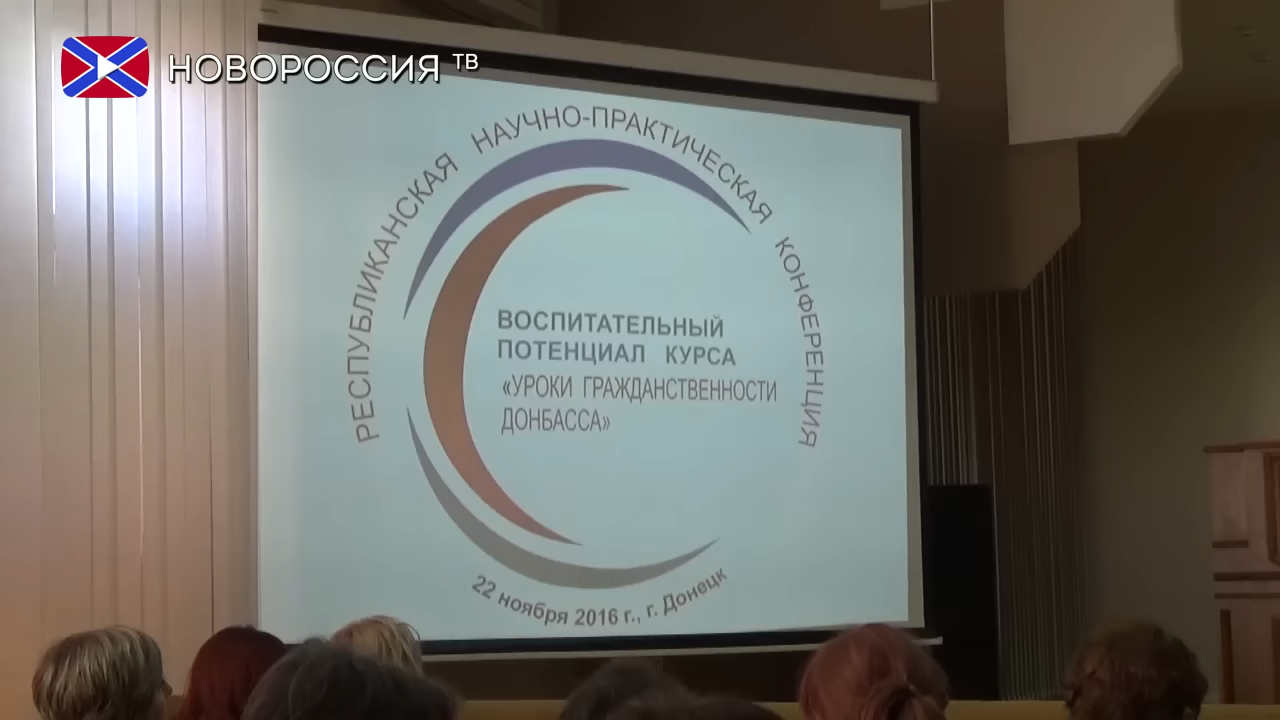 НОВОРОССИЯ ТВ
РЕСПУБЛИКАНСКАЯ НАУЧНО-ПРАКТИЧЕСКАЯ КОНФЕРЕНЦИЯ
ВОСПИТАТЕЛЬНЫЙ
ПОТЕНЦИАЛ КУРСА
«УРОКИ ГРАЖДАНСТВЕННОСТИ
ДОНБАССА»
22 ноября 2016 г., г. Донецк